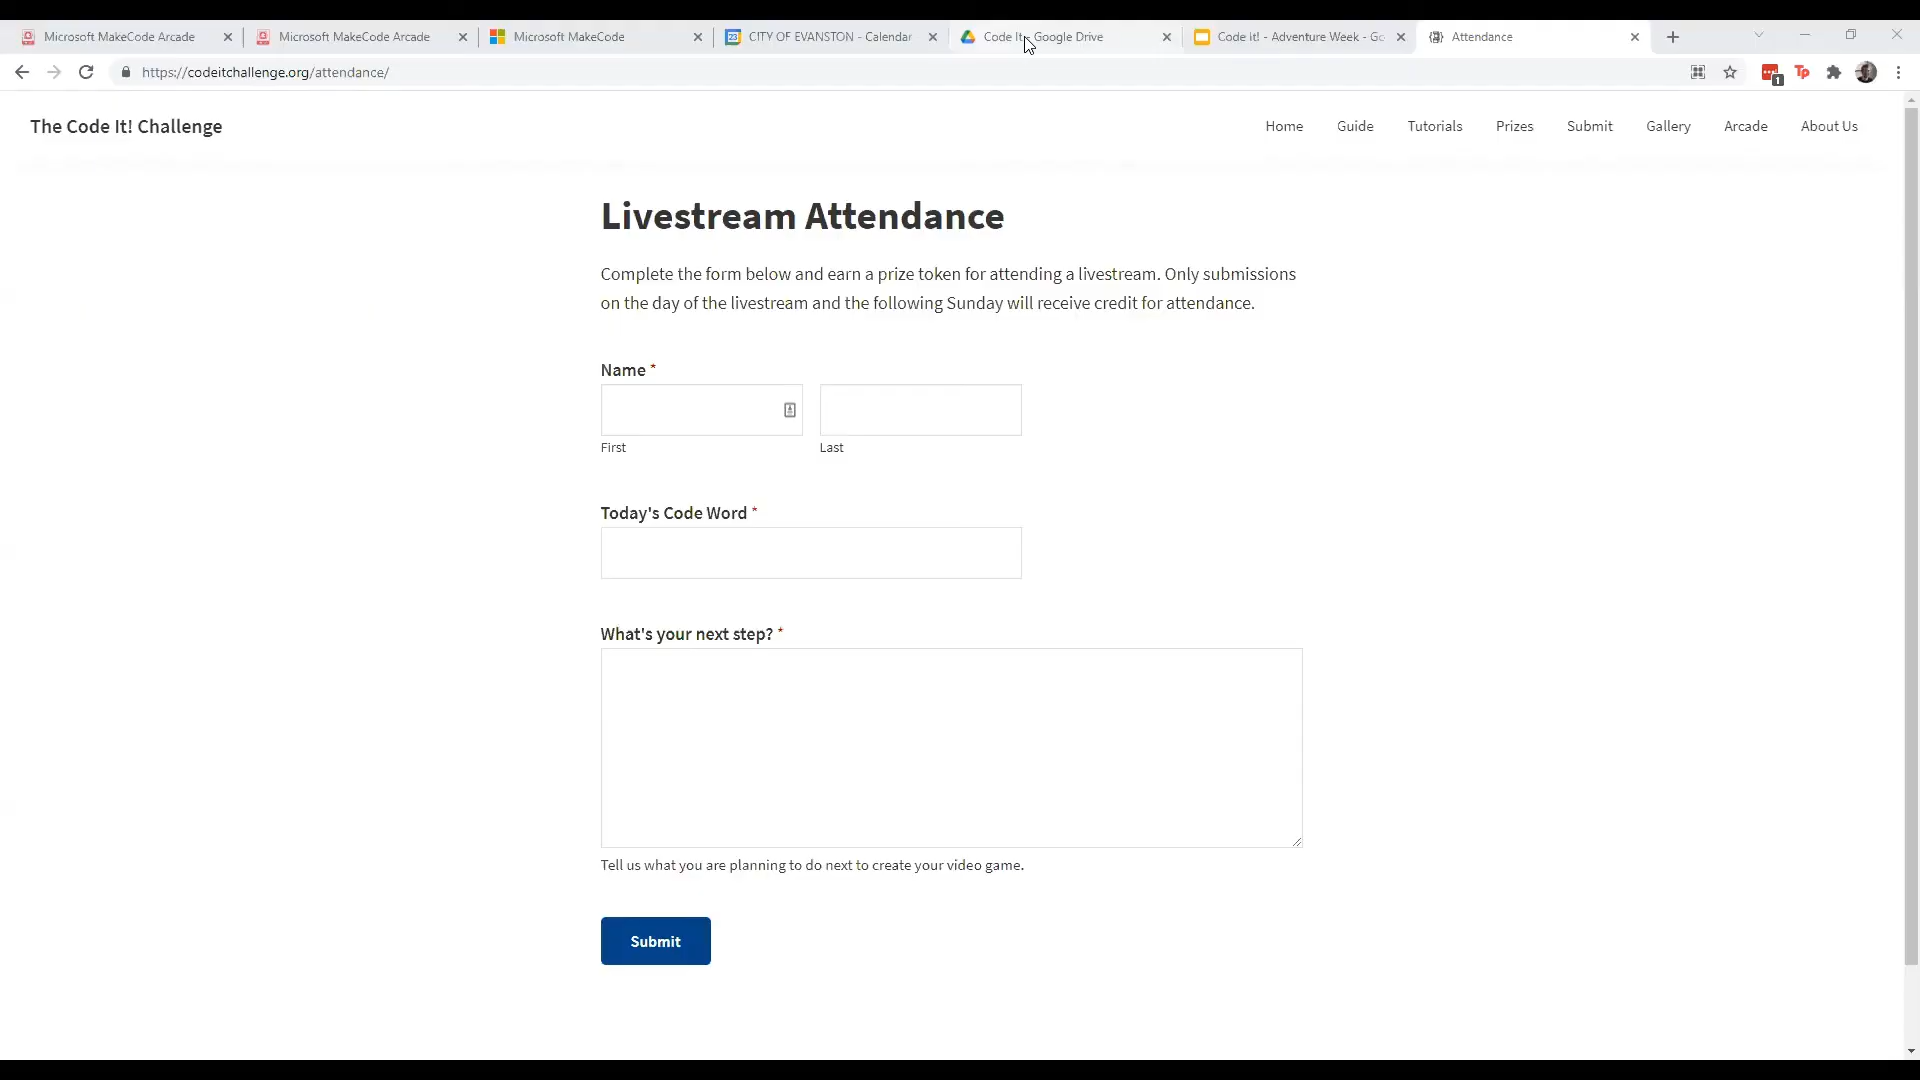 Microsoft MakeCode Arcade
Microsoft MakeCode Arcade
Microsoft MakeCode
CITY OF EVANSTON - Calendar
Code It - Google Drive
Code it! - Adventure Week - Go
Attendance
https://codeitchallenge.org/attendance/
1
Tp
The Code It! Challenge
Home
Guide
Tutorials
Prizes
Submit
Gallery
Arcade
About Us
Livestream Attendance
Complete the form below and earn a prize token for attending a livestream. Only submissions
on the day of the livestream and the following Sunday will receive credit for attendance.
Name *
First
Last
Today's Code Word *
What's your next step? *
Tell us what you are planning to do next to create your video game.
Submit